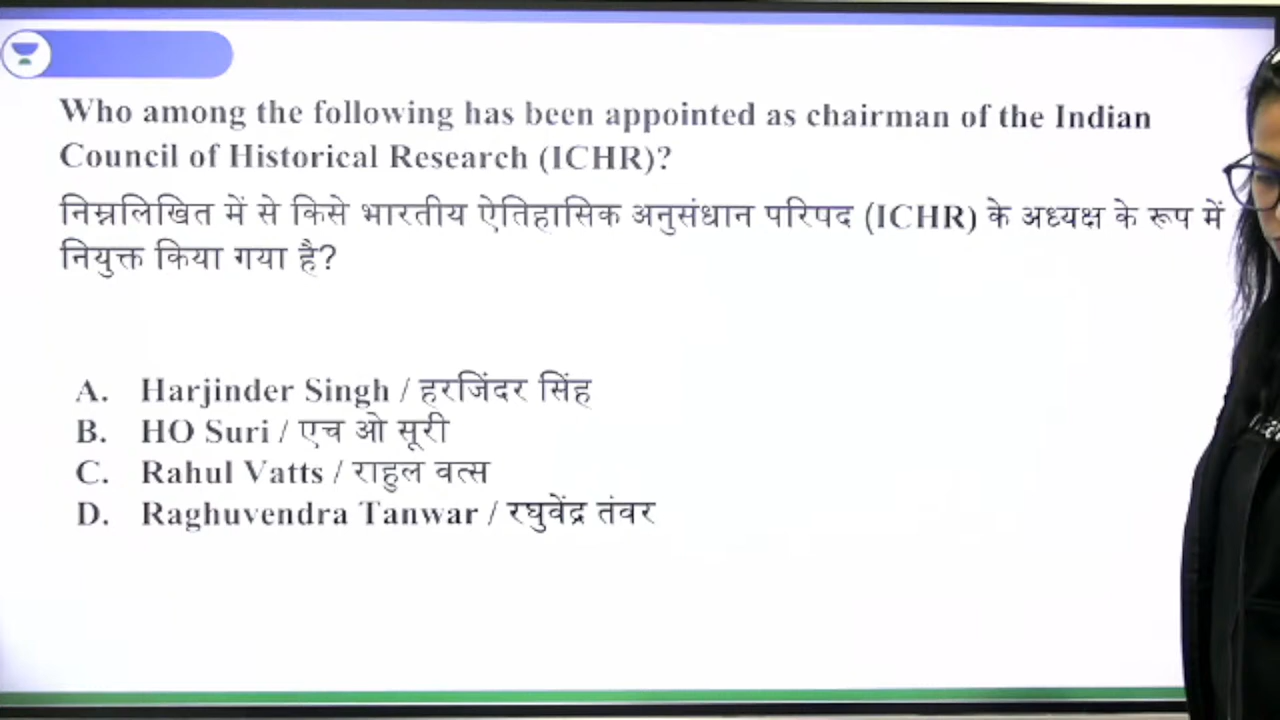 Who among the following has been appointed as chairman of the Indian
Council of Historical Research (ICHR)?
निम्नलिखित में से किसे भारतीय ऐतिहासिक अनुसंधान परिपद (ICHR) के अध्यक्ष के रूप में
नियुक्त किया गया है?
A. Harjinder Singh / हरजिंदर सिंह
B. HO Suri / एच ओ सूरी
C. Rahul Vatts / राहुल वत्स
D. Raghuvendra Tanwar / रघुवेंद्र तंवर